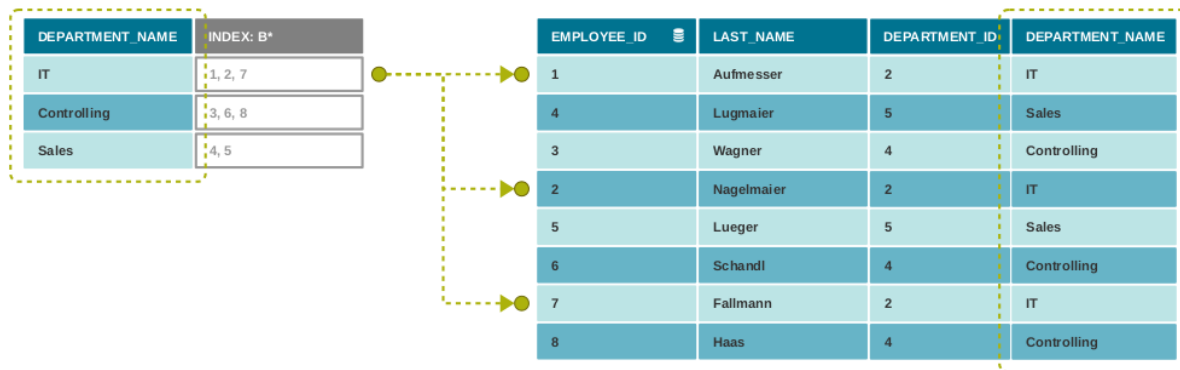 DEPARTMENT_NAME INDEX: B*
IT 1, 2, 7
Controlling 3, 6, 8
Sales 4, 5
EMPLOYEE_ID LAST_NAME DEPARTMENT_ID DEPARTMENT_NAME
1 Aufmesser 2 IT
4 Lugmaier 5 Sales
3 Wagner 4 Controlling
2 Nagelmaier 2 IT
5 Lueger 5 Sales
6 Schandl 4 Controlling
7 Fallmann 2 IT
8 Haas 4 Controlling